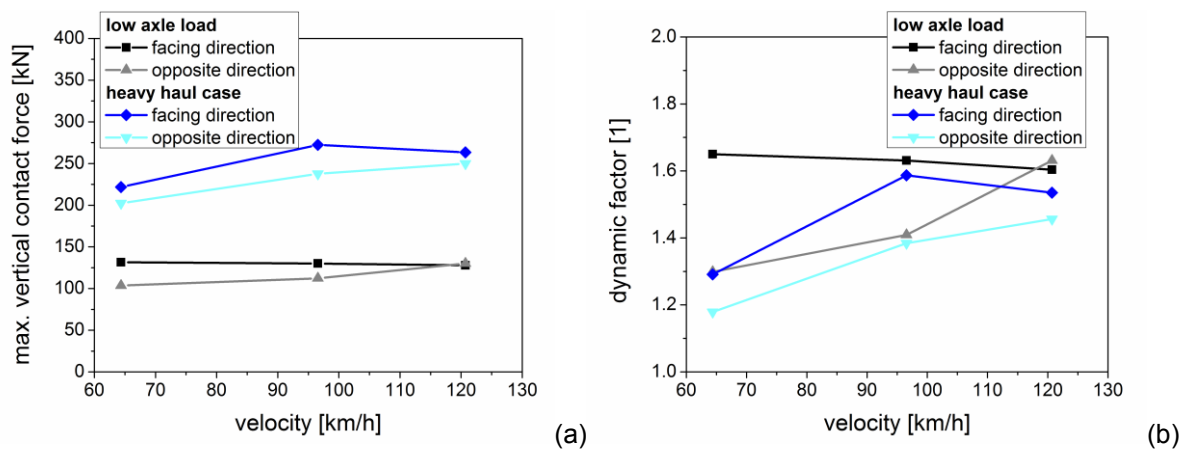 low axle load
facing direction
opposite direction
heavy haul case
facing direction
opposite direction
max. vertical contact force [kN]
400
350
300
250
200
150
100
50
0
60 70 80 90 100 110 120 130
velocity [km/h]
(a)
low axle load
facing direction
opposite direction
heavy haul case
facing direction
opposite direction
dynamic factor [1]
2.0
1.8
1.6
1.4
1.2
1.0
60 70 80 90 100 110 120 130
velocity [km/h]
(b)